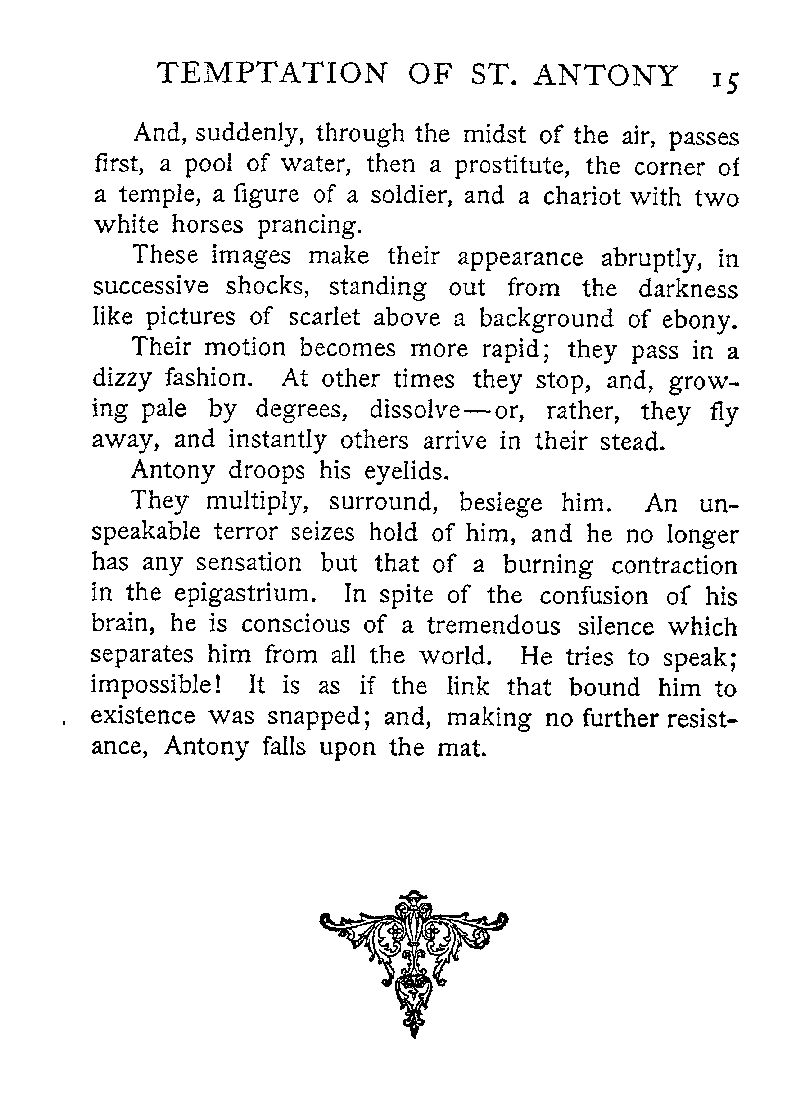 TEMPTATION OF ST. ANTONY 15
And, suddenly, through the midst of the air, passes
first, a pool of water, then a prostitute, the corner of
a temple, a figure of a soldier, and a chariot with two
white horses prancing.
These images make their appearance abruptly, in
successive shocks, standing out from the darkness
like pictures of scarlet above a background of ebony.
Their motion becomes more rapid; they pass in a
dizzy fashion. At other times they stop, and, grow-
ing pale by degrees, dissolve—or, rather, they fly
away, and instantly others arrive in their stead.
Antony droops his eyelids.
They multiply, surround, besiege him. An un-
speakable terror seizes hold of him, and he no longer
has any sensation but that of a burning contraction
in the epigastrium. In spite of the confusion of his
brain, he is conscious of a tremendous silence which
separates him from all the world. He tries to speak;
impossible! It is as if the link that bound him to
existence was snapped; and, making no further resist-
ance, Antony falls upon the mat.